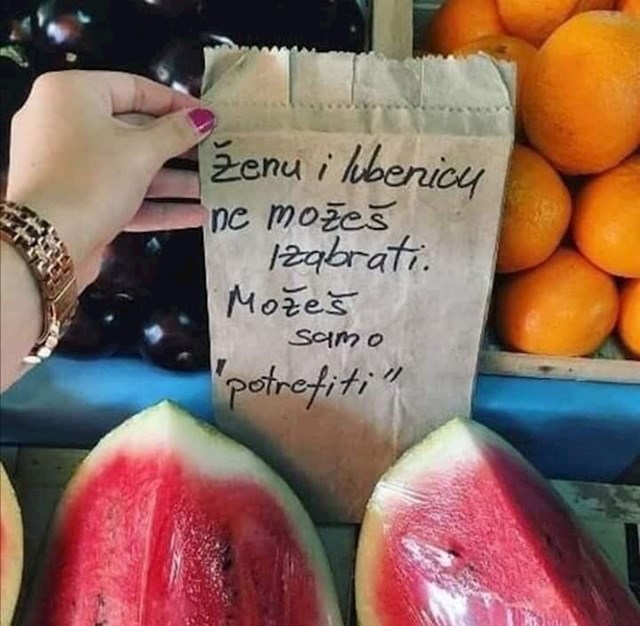 Ženu i lubenicu
ne možeš
izabrati.
Možeš
samo
"potrefiti"